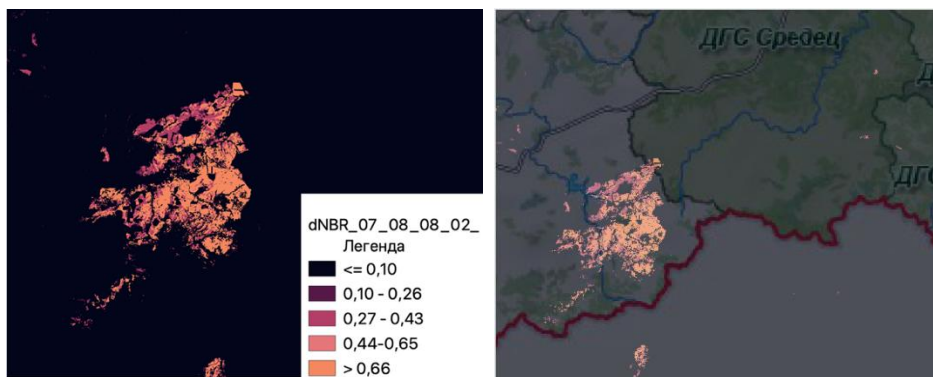 dNBR_07_08_08_02_
Легенда
<= 0,10
0,10 - 0,26
0,27 - 0,43
0,44-0,65
> 0,66
ДГС Средец
ДГС